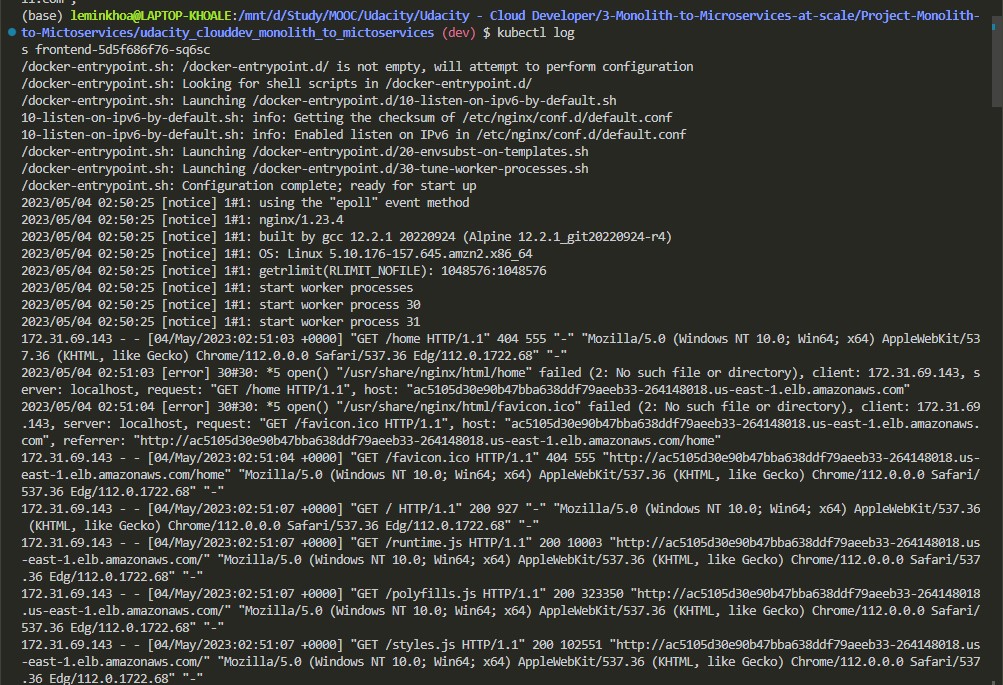 (base) leminkhoa@LAPTOP-KHOALE:/mnt/d/Study/MOOC/Udacity/Udacity - Cloud Developer/3-Monolith-to-Microservices-at-scale/Project-Monolith-
to-Mictoservices/udacity_clouddev_monolith_to_mictoservices (dev) $ kubectl log
s frontend-5d5f686f76-sq6sc
/docker-entrypoint.sh: /docker-entrypoint.d/ is not empty, will attempt to perform configuration
/docker-entrypoint.sh: Looking for shell scripts in /docker-entrypoint.d/
/docker-entrypoint.sh: Launching /docker-entrypoint.d/10-listen-on-ipv6-by-default.sh
10-listen-on-ipv6-by-default.sh: info: Getting the checksum of /etc/nginx/conf.d/default.conf
10-listen-on-ipv6-by-default.sh: info: Enabled listen on IPv6 in /etc/nginx/conf.d/default.conf
/docker-entrypoint.sh: Launching /docker-entrypoint.d/20-envsubst-on-templates.sh
/docker-entrypoint.sh: Launching /docker-entrypoint.d/30-tune-worker-processes.sh
/docker-entrypoint.sh: Configuration complete; ready for start up
2023/05/04 02:50:25 [notice] 1#1: using the "epoll" event method
2023/05/04 02:50:25 [notice] 1#1: nginx/1.23.4
2023/05/04 02:50:25 [notice] 1#1: built by gcc 12.2.1 20220924 (Alpine 12.2.1_git20220924-r4)
2023/05/04 02:50:25 [notice] 1#1: OS: Linux 5.10.176-157.645.amzn2.x86_64
2023/05/04 02:50:25 [notice] 1#1: getrlimit(RLIMIT_NOFILE): 1048576:1048576
2023/05/04 02:50:25 [notice] 1#1: start worker processes
2023/05/04 02:50:25 [notice] 1#1: start worker process 30
2023/05/04 02:50:25 [notice] 1#1: start worker process 31
172.31.69.143 - - [04/May/2023:02:51:03 +0000] "GET /home HTTP/1.1" 404 555 "-" "Mozilla/5.0 (Windows NT 10.0; Win64; x64) AppleWebKit/53
7.36 (KHTML, like Gecko) Chrome/112.0.0.0 Safari/537.36 Edg/112.0.1722.68" "-"
2023/05/04 02:51:03 [error] 30#30: *5 open() "/usr/share/nginx/html/home" failed (2: No such file or directory), client: 172.31.69.143, s
erver: localhost, request: "GET /home HTTP/1.1", host: "ac5105d30e90b47bba638ddf79aeeb33-264148018.us-east-1.elb.amazonaws.com"
2023/05/04 02:51:04 [error] 30#30: *5 open() "/usr/share/nginx/html/favicon.ico" failed (2: No such file or directory), client: 172.31.69
.143, server: localhost, request: "GET /favicon.ico HTTP/1.1", host: "ac5105d30e90b47bba638ddf79aeeb33-264148018.us-east-1.elb.amazonaws.
com", referrer: "http://ac5105d30e90b47bba638ddf79aeeb33-264148018.us-east-1.elb.amazonaws.com/home"
172.31.69.143 - - [04/May/2023:02:51:04 +0000] "GET /favicon.ico HTTP/1.1" 404 555 "http://ac5105d30e90b47bba638ddf79aeeb33-264148018.us-
east-1.elb.amazonaws.com/home" "Mozilla/5.0 (Windows NT 10.0; Win64; x64) AppleWebKit/537.36 (KHTML, like Gecko) Chrome/112.0.0.0 Safari/
537.36 Edg/112.0.1722.68" "-"
172.31.69.143 - - [04/May/2023:02:51:07 +0000] "GET / HTTP/1.1" 200 927 "-" "Mozilla/5.0 (Windows NT 10.0; Win64; x64) AppleWebKit/537.36
 (KHTML, like Gecko) Chrome/112.0.0.0 Safari/537.36 Edg/112.0.1722.68" "-"
172.31.69.143 - - [04/May/2023:02:51:07 +0000] "GET /runtime.js HTTP/1.1" 200 10003 "http://ac5105d30e90b47bba638ddf79aeeb33-264148018.us
-east-1.elb.amazonaws.com/" "Mozilla/5.0 (Windows NT 10.0; Win64; x64) AppleWebKit/537.36 (KHTML, like Gecko) Chrome/112.0.0.0 Safari/537
.36 Edg/112.0.1722.68" "-"
172.31.69.143 - - [04/May/2023:02:51:07 +0000] "GET /polyfills.js HTTP/1.1" 200 323350 "http://ac5105d30e90b47bba638ddf79aeeb33-264148018
.us-east-1.elb.amazonaws.com/" "Mozilla/5.0 (Windows NT 10.0; Win64; x64) AppleWebKit/537.36 (KHTML, like Gecko) Chrome/112.0.0.0 Safari/
537.36 Edg/112.0.1722.68" "-"
172.31.69.143 - - [04/May/2023:02:51:07 +0000] "GET /styles.js HTTP/1.1" 200 102551 "http://ac5105d30e90b47bba638ddf79aeeb33-264148018.us
-east-1.elb.amazonaws.com/" "Mozilla/5.0 (Windows NT 10.0; Win64; x64) AppleWebKit/537.36 (KHTML, like Gecko) Chrome/112.0.0.0 Safari/537
.36 Edg/112.0.1722.68" "-"